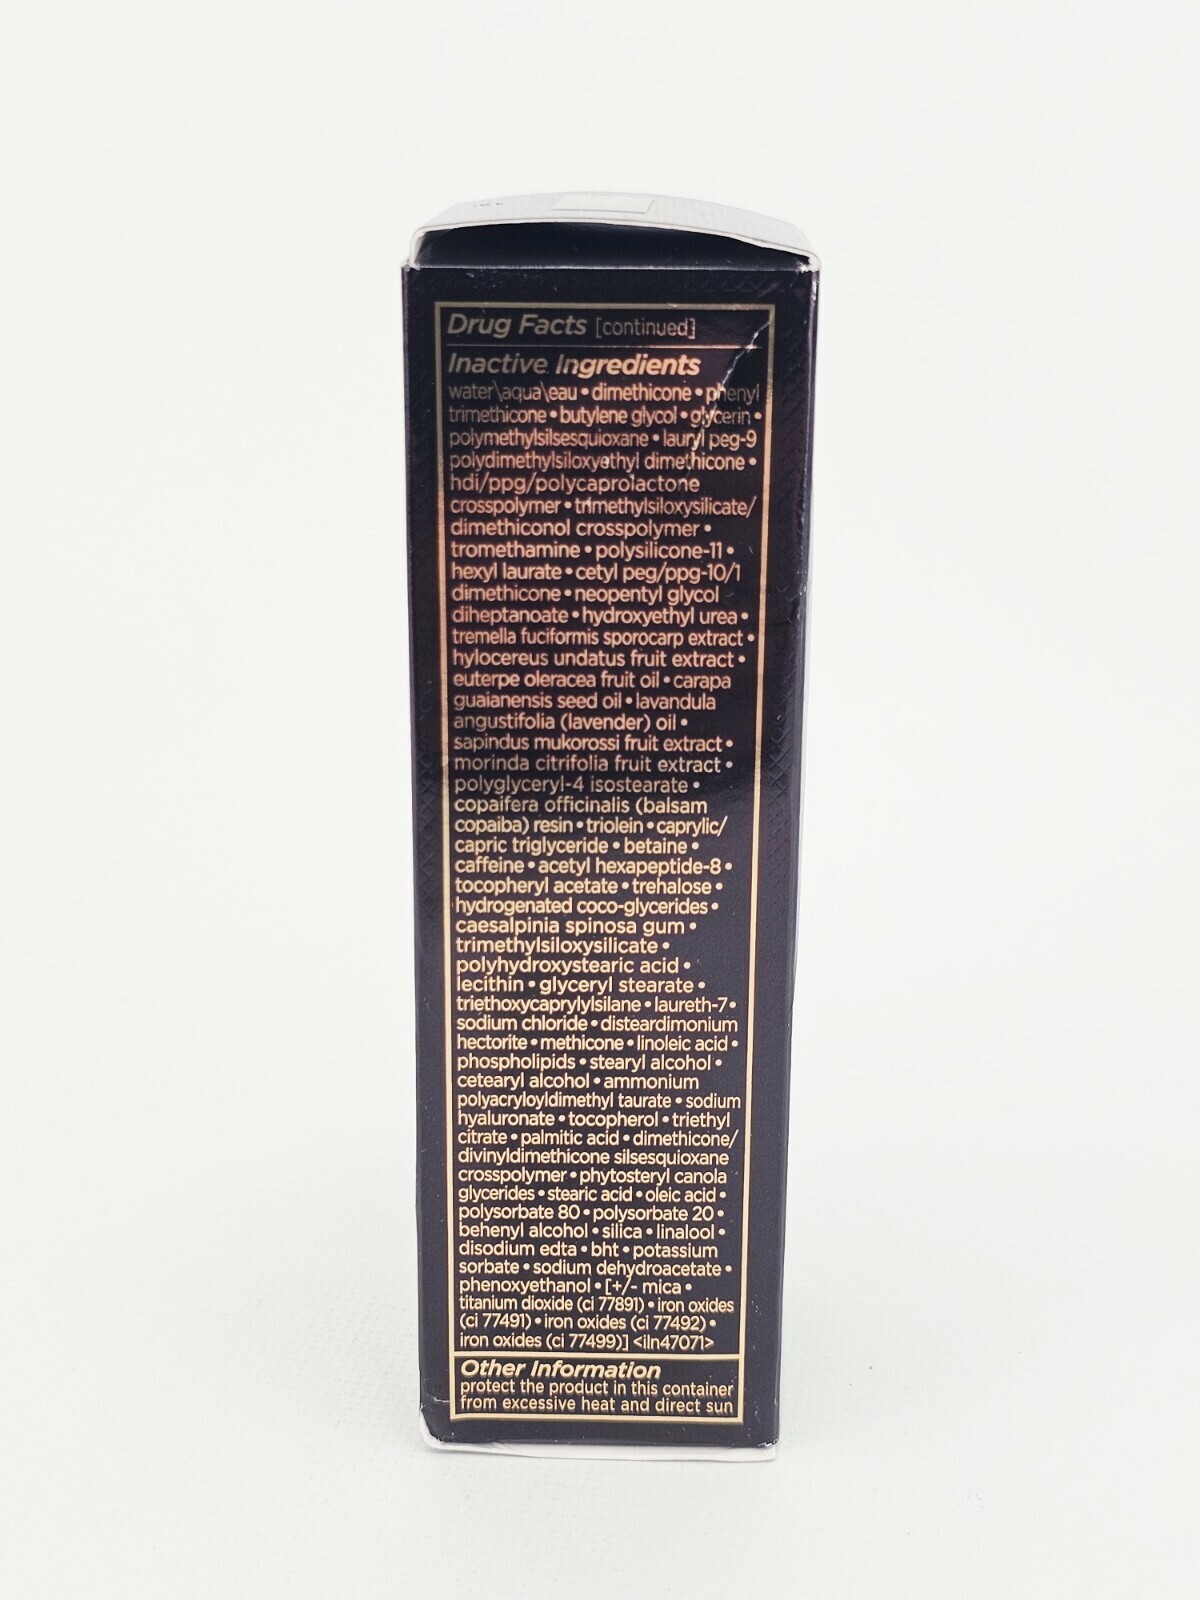 Drug Facts [continued]
Inactive Ingredients
water\aqua\eau • dimethicone • phenyl
trimethicone • butylene glycol • glycerin •
polymethylsilsesquioxane • lauryl peg-9
polydimethylsiloxyethyl dimethicone •
hdi/ppg/polycaprolactone
crosspolymer • trimethylsiloxysilicate/
dimethiconol crosspolymer •
tromethamine • polysilicone-11 •
hexyl laurate • cetyl peg/ppg-10/1
dimethicone • neopentyl glycol
diheptanoate • hydroxyethyl urea •
tremella fuciformis sporocarp extract •
hylocereus undatus fruit extract •
euterpe oleracea fruit oil • carapa
guaianensis seed oil • lavandula
angustifolia (lavender) oil •
sapindus mukorossi fruit extract •
morinda citrifolia fruit extract •
polyglyceryl-4 isostearate •
copaifera officinalis (balsam
copaiba) resin • triolein • caprylic/
capric triglyceride • betaine •
caffeine • acetyl hexapeptide-8 •
tocopheryl acetate • trehalose •
hydrogenated coco-glycerides •
caesalpinia spinosa gum •
trimethylsiloxysilicate •
polyhydroxystearic acid •
lecithin • glyceryl stearate •
triethoxycaprylylsilane • laureth-7 •
sodium chloride • disteardimonium
hectorite • methicone • linoleic acid •
phospholipids • stearyl alcohol •
cetearyl alcohol • ammonium
polyacryloyldimethyl taurate • sodium
hyaluronate • tocopherol • triethyl
citrate • palmitic acid • dimethicone/
divinyldimethicone silsesquioxane
crosspolymer • phytosteryl canola
glycerides • stearic acid • oleic acid •
polysorbate 80 • polysorbate 20 •
behenyl alcohol • silica • linalool •
disodium edta • bht • potassium
sorbate • sodium dehydroacetate •
phenoxyethanol • [+/- mica •
titanium dioxide (ci 77891) • iron oxides
(ci 77491) • iron oxides (ci 77492) •
iron oxides (ci 77499)] <iln47071>
Other Information
protect the product in this container
from excessive heat and direct sun